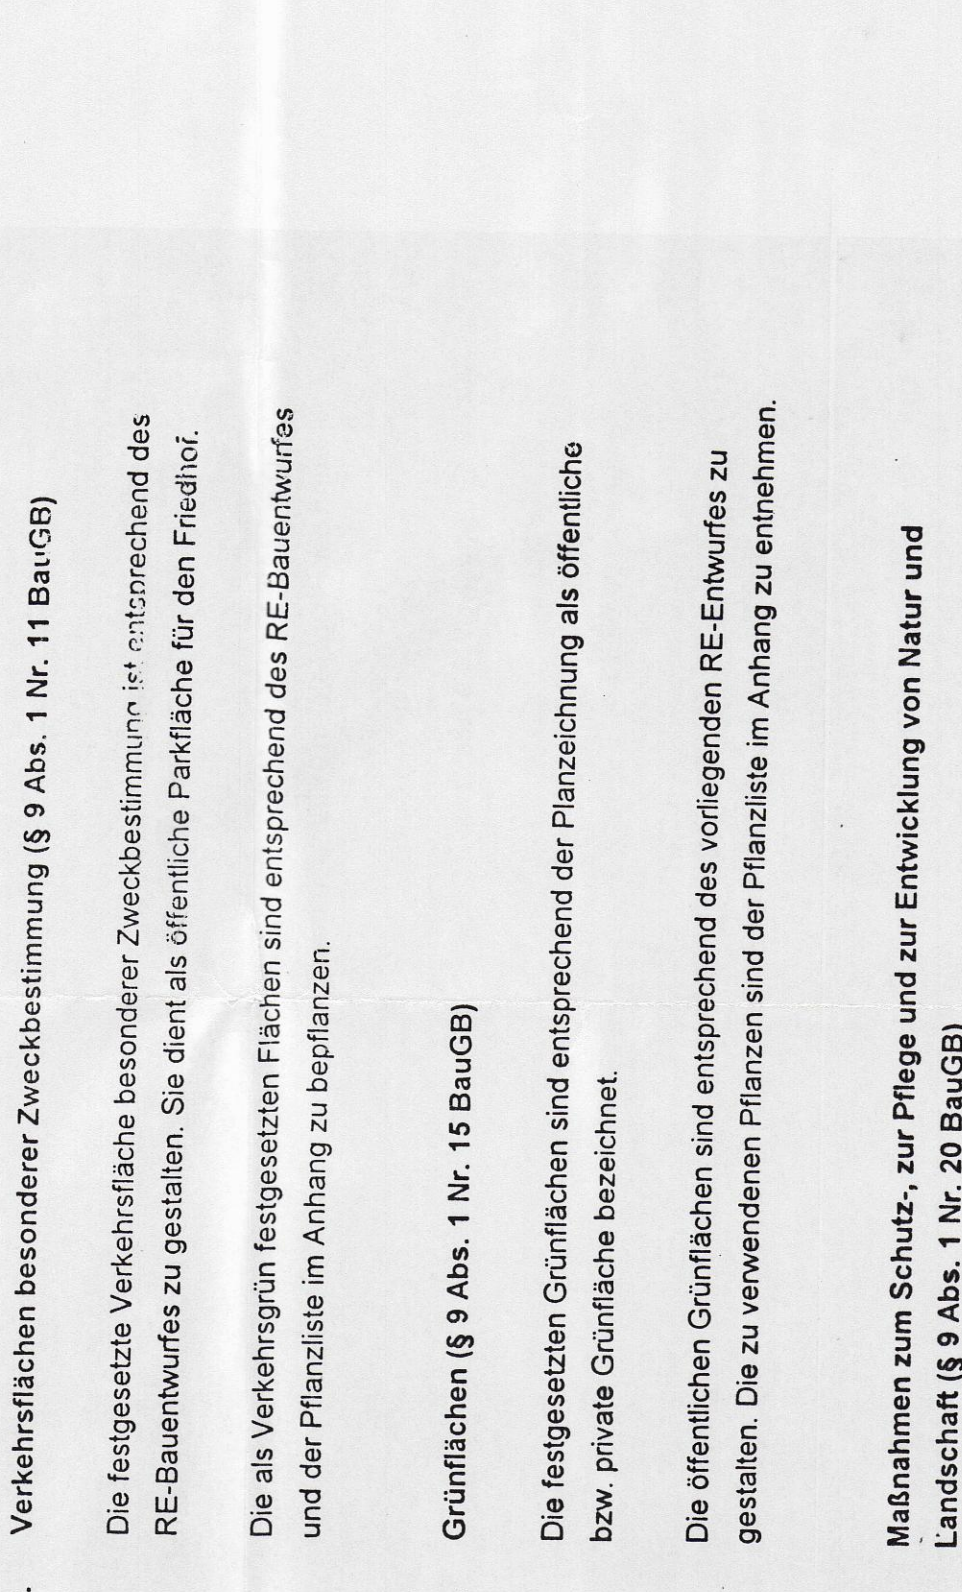 Verkehrsflächen besonderer Zweckbestimmung (§ 9 Abs. 1 Nr. 11 BauGB)
Die festgesetzte Verkehrsfläche besonderer Zweckbestimmung ist entsprechend des
RE-Bauentwurfes zu gestalten. Sie dient als öffentliche Parkfläche für den Friedhof.
Die als Verkehrsgrün festgesetzten Flächen sind entsprechend des RE-Bauentwurfes
und der Pflanzliste im Anhang zu bepflanzen.
Grünflächen (§ 9 Abs. 1 Nr. 15 BauGB)
Die festgesetzten Grünflächen sind entsprechend der Planzeichnung als öffentliche
bzw. private Grünfläche bezeichnet.
Die öffentlichen Grünflächen sind entsprechend des vorliegenden RE-Entwurfes zu
gestalten. Die zu verwendenen Pflanzen sind der Pflanzliste im Anhang zu entnehmen.
Maßnahmen zum Schutz-, zur Pflege und zur Entwicklung von Natur und
Landschaft (§ 9 Abs. 1 Nr. 20 BauGB)